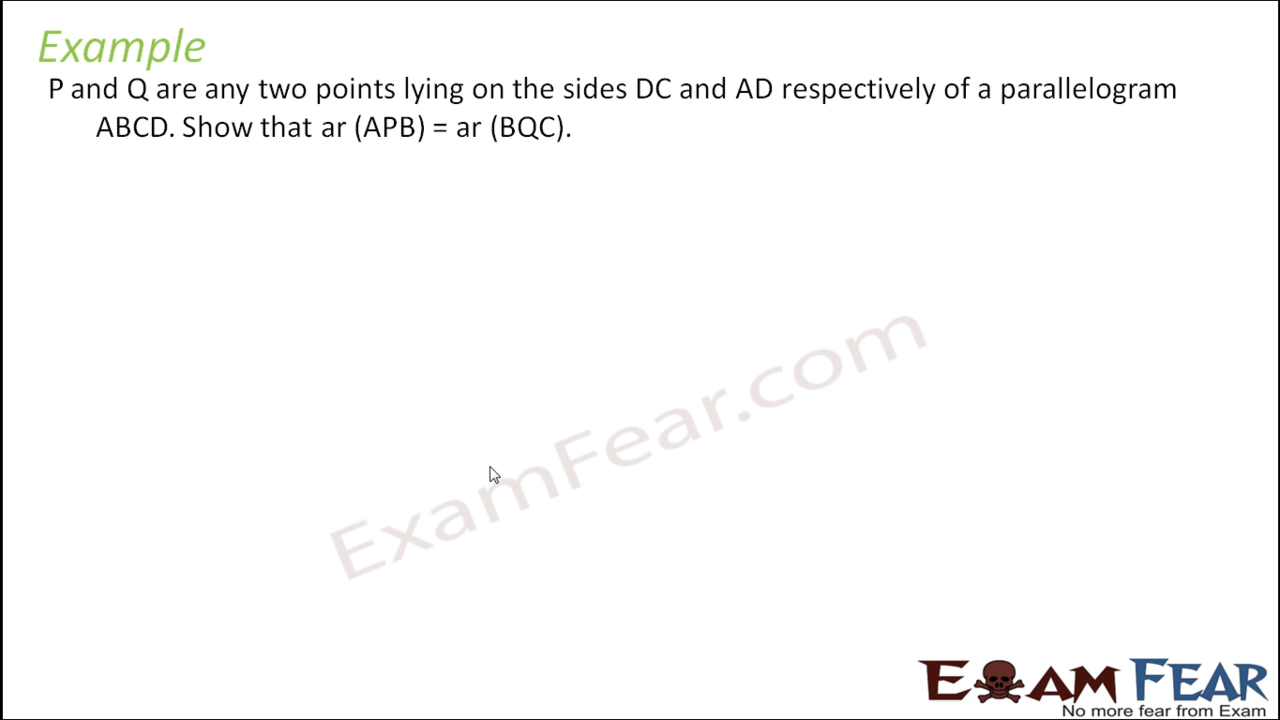 Example
P and Q are any two points lying on the sides DC and AD respectively of a parallelogram
ABCD. Show that ar (APB) = ar (BQC).
ExamFear.com
EXAM FEAR
No more fear from Exam